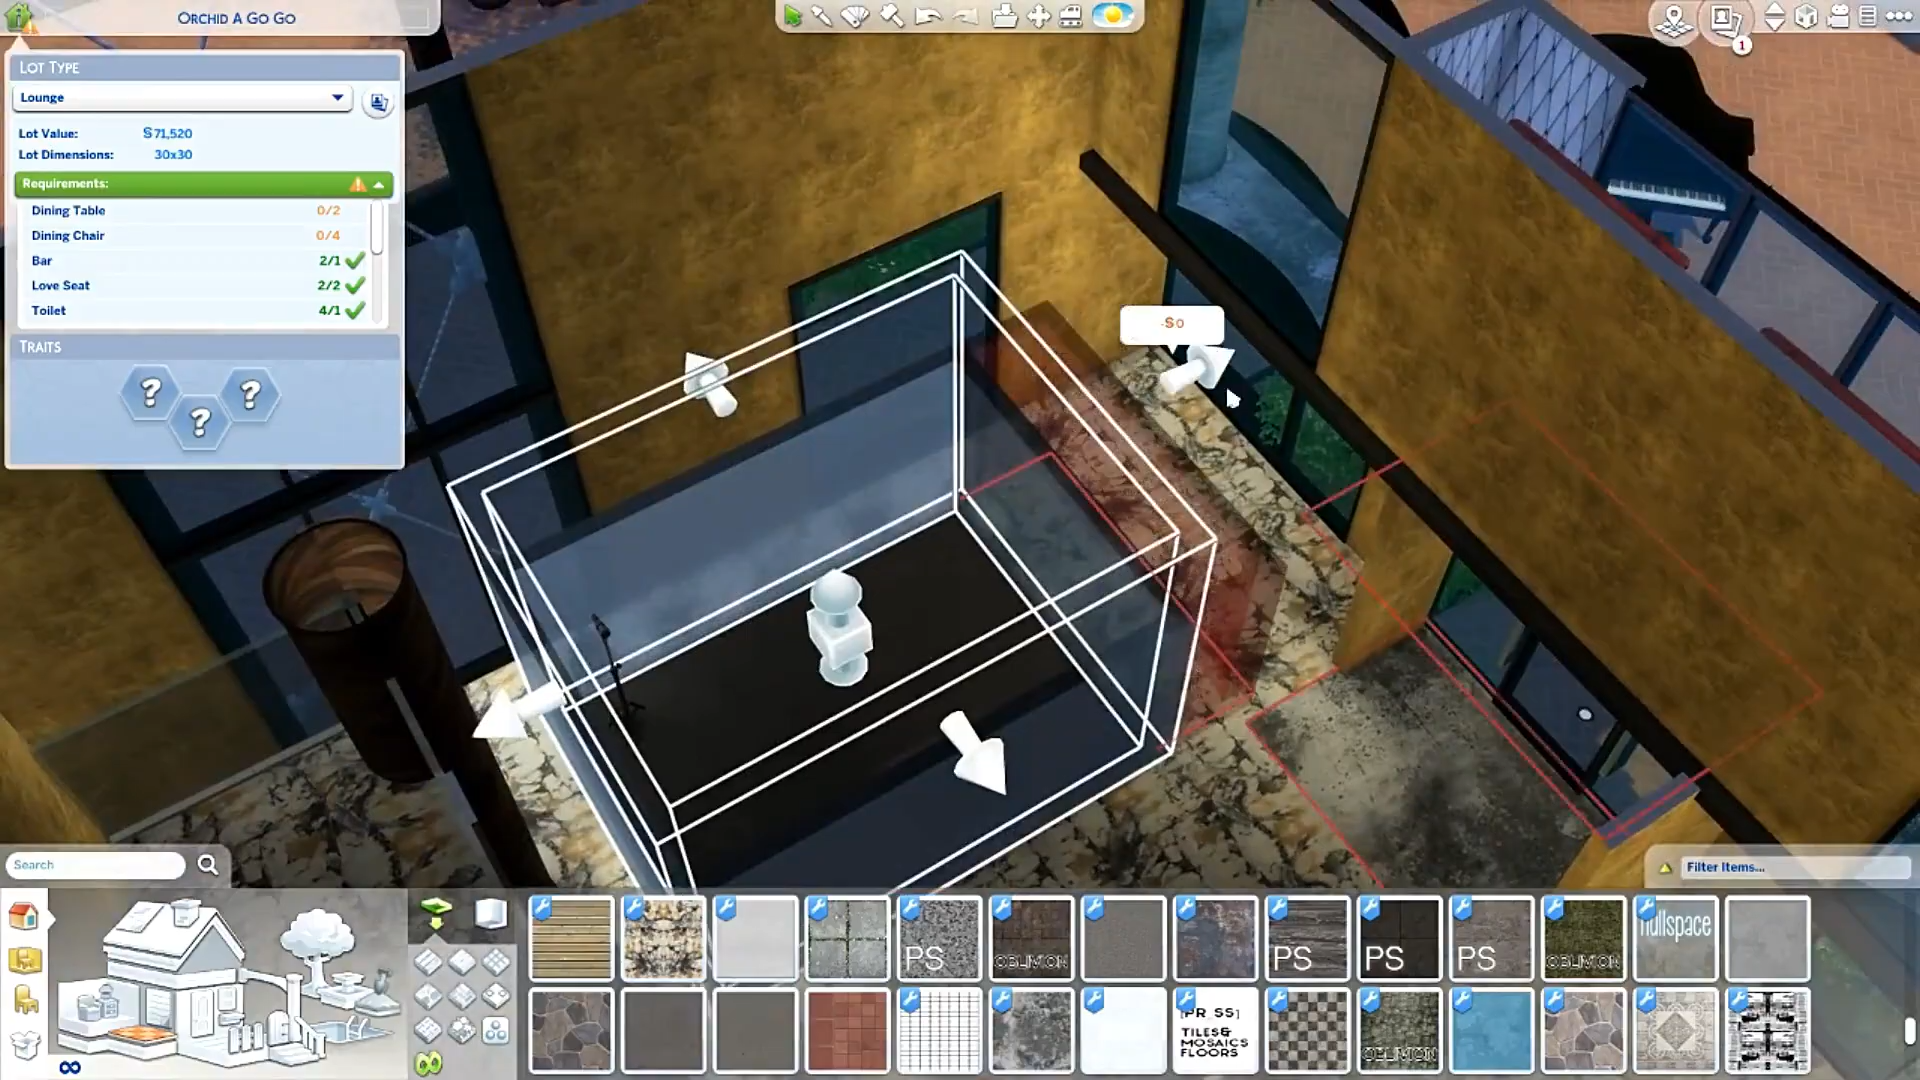 ORCHID A GO GO
LOT TYPE
Lounge
Lot Value: §71,520
Lot Dimensions: 30x30
Requirements:
Dining Table 0/2
Dining Chair 0/4
Bar 2/1
Love Seat 2/2
Toilet 4/1
TRAITS
? ? ?
-§0
1
Search
Filter Items...
PS
OBLIVION
PS
PS
PS
OBLIVION
nullspace
TILES&
MOSAICS
FLOORS
OBLIVION